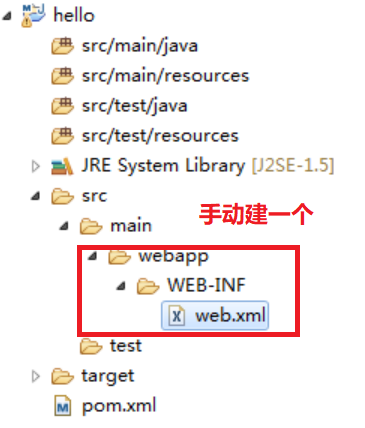 hello
src/main/java
src/main/resources
src/test/java
src/test/resources
JRE System Library [J2SE-1.5]
src
main
手动建一个
webapp
WEB-INF
web.xml
test
target
pom.xml